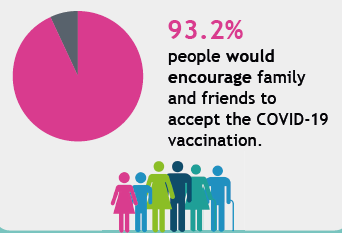 93.2%
people would
encourage family
and friends to
accept the COVID-19
vaccination.